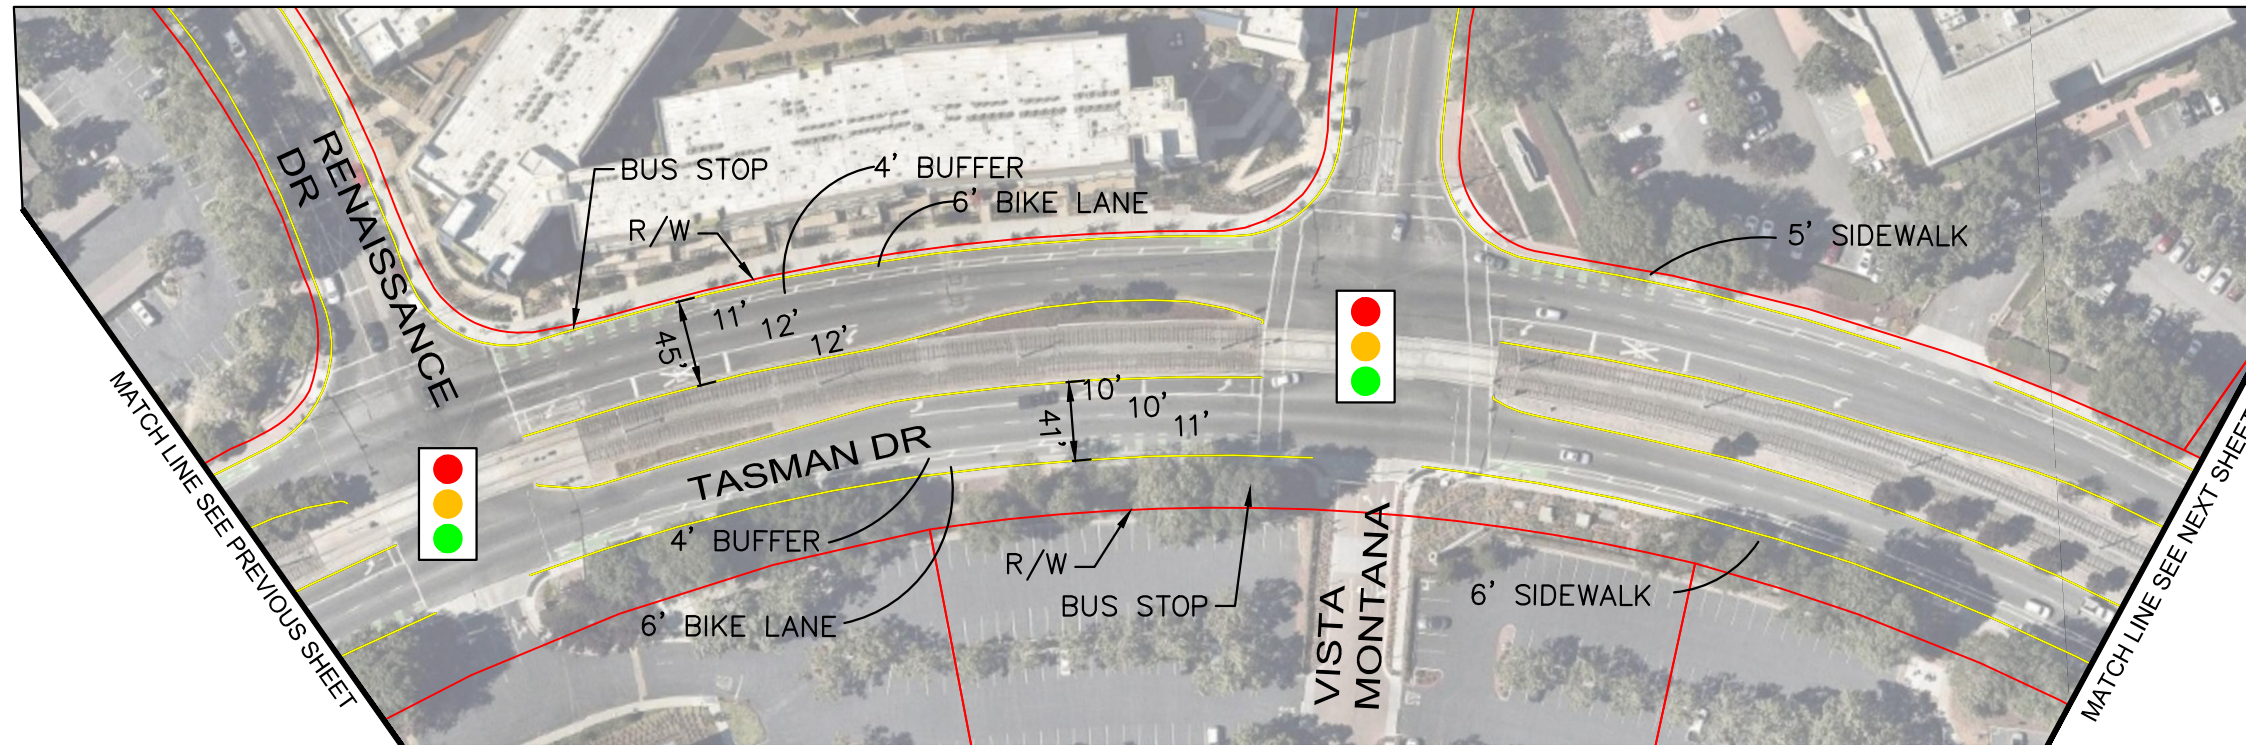 RENAISSANCE
DR
BUS STOP
4' BUFFER
6' BIKE LANE
R/W
5' SIDEWALK
11'
12'
12'
45'
10'
10'
11'
41'
TASMAN DR
4' BUFFER
6' BIKE LANE
R/W
BUS STOP
VISTA
MONTANA
6' SIDEWALK
MATCH LINE SEE PREVIOUS SHEET
MATCH LINE SEE NEXT SHEET